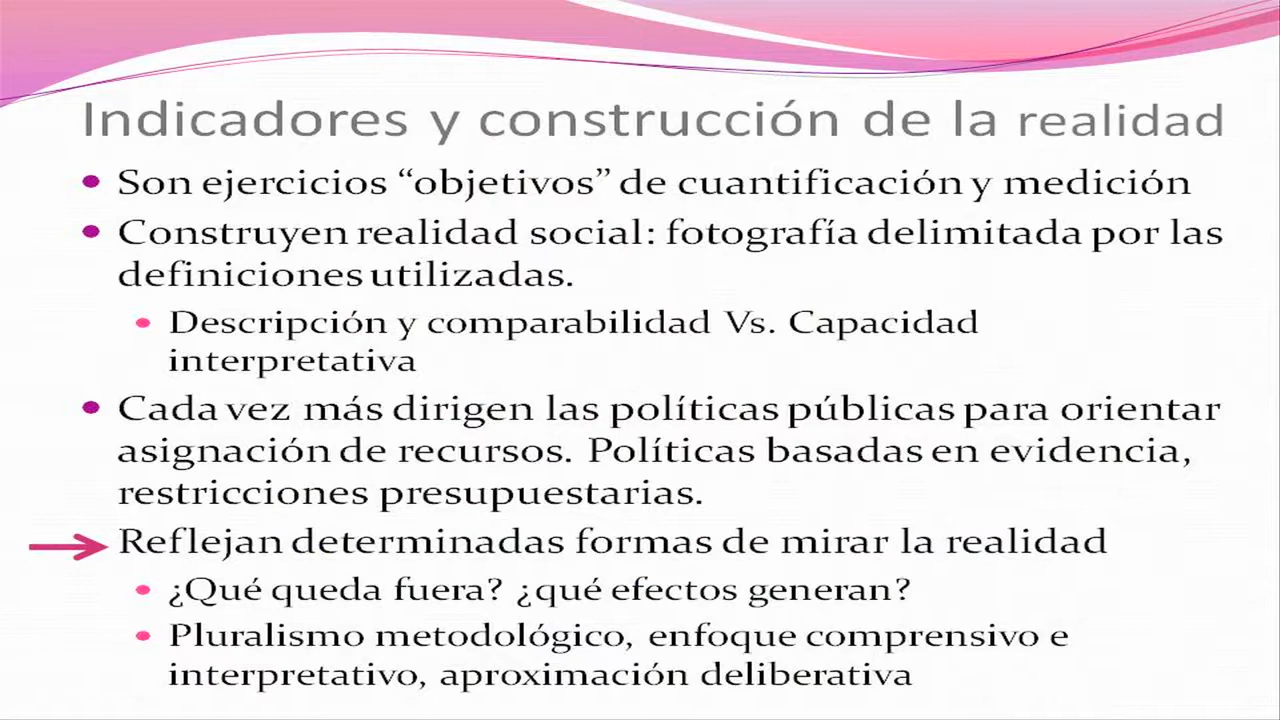 Indicadores y construcción de la realidad
Son ejercicios “objetivos” de cuantificación y medición
Construyen realidad social: fotografía delimitada por las
definiciones utilizadas.
Descripción y comparabilidad Vs. Capacidad
interpretativa
Cada vez más dirigen las políticas públicas para orientar
asignación de recursos. Políticas basadas en evidencia,
restricciones presupuestarias.
Reflejan determinadas formas de mirar la realidad
¿Qué queda fuera? ¿qué efectos generan?
Pluralismo metodológico, enfoque comprensivo e
interpretativo, aproximación deliberativa